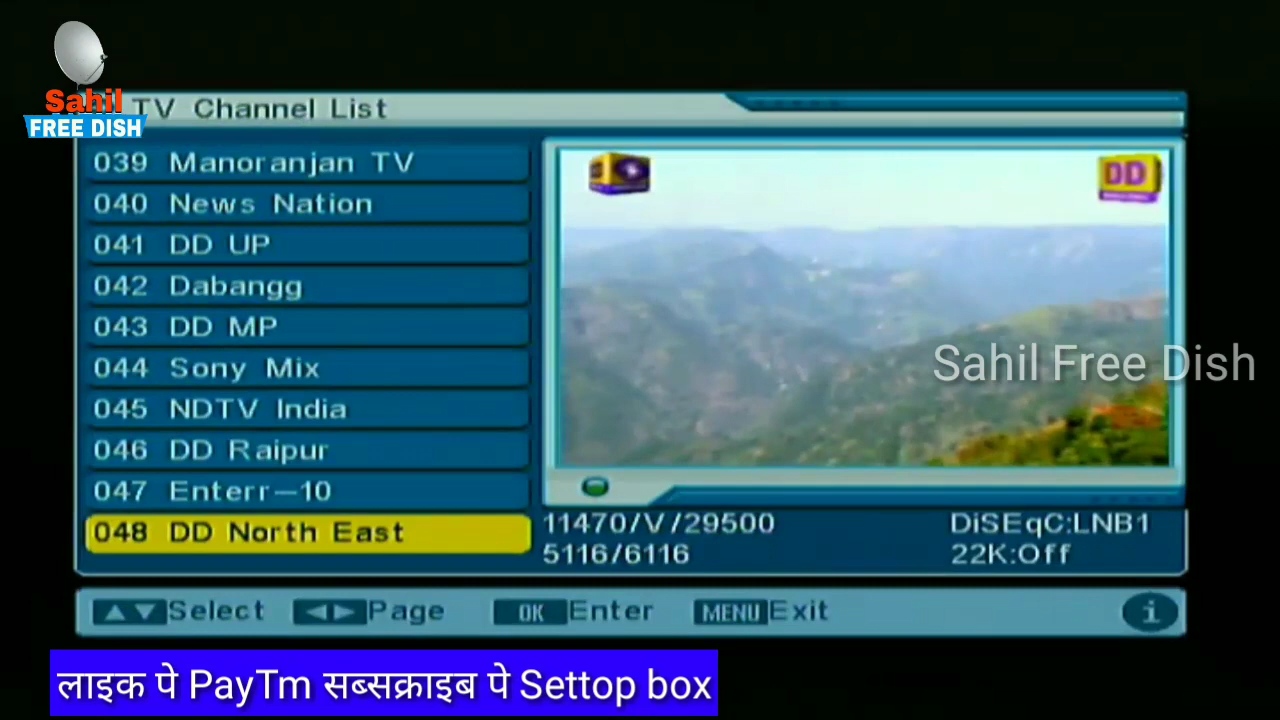 Sahil
FREE DISH
TV Channel List
039 Manoranjan TV
040 News Nation
041 DD UP
042 Dabangg
043 DD MP
044 Sony Mix
045 NDTV India
046 DD Raipur
047 Enterr-10
048 DD North East
DD
Sahil Free Dish
11470/V/29500
DiSEqC:LNB1
5116/6116
22K:Off
Select
Page
OK Enter
MENU Exit
i
लाइक पे PayTm सब्सक्राइब पे Settop box